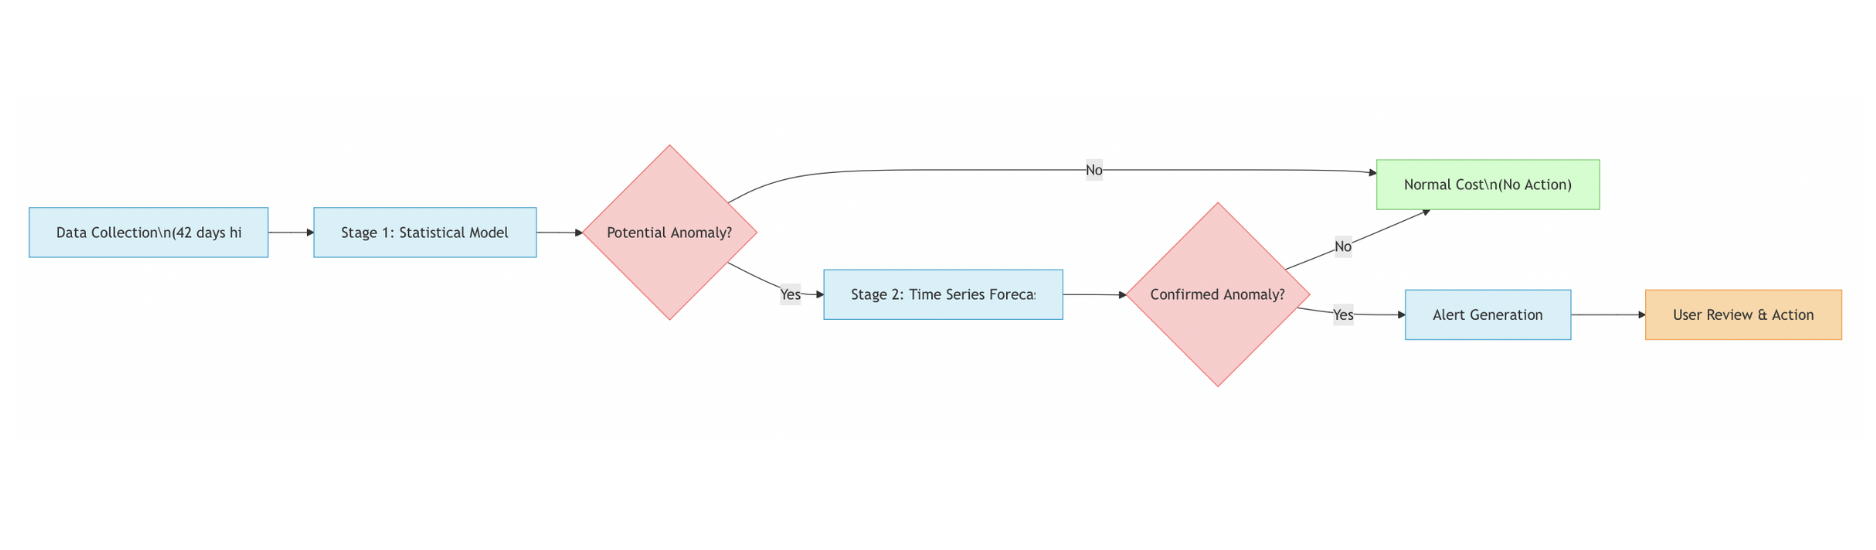 Data Collection\n(42 days hi
Stage 1: Statistical Model
Potential Anomaly?
No
Yes
Stage 2: Time Series Foreca
Confirmed Anomaly?
No
Yes
Normal Cost\n(No Action)
Alert Generation
User Review & Action